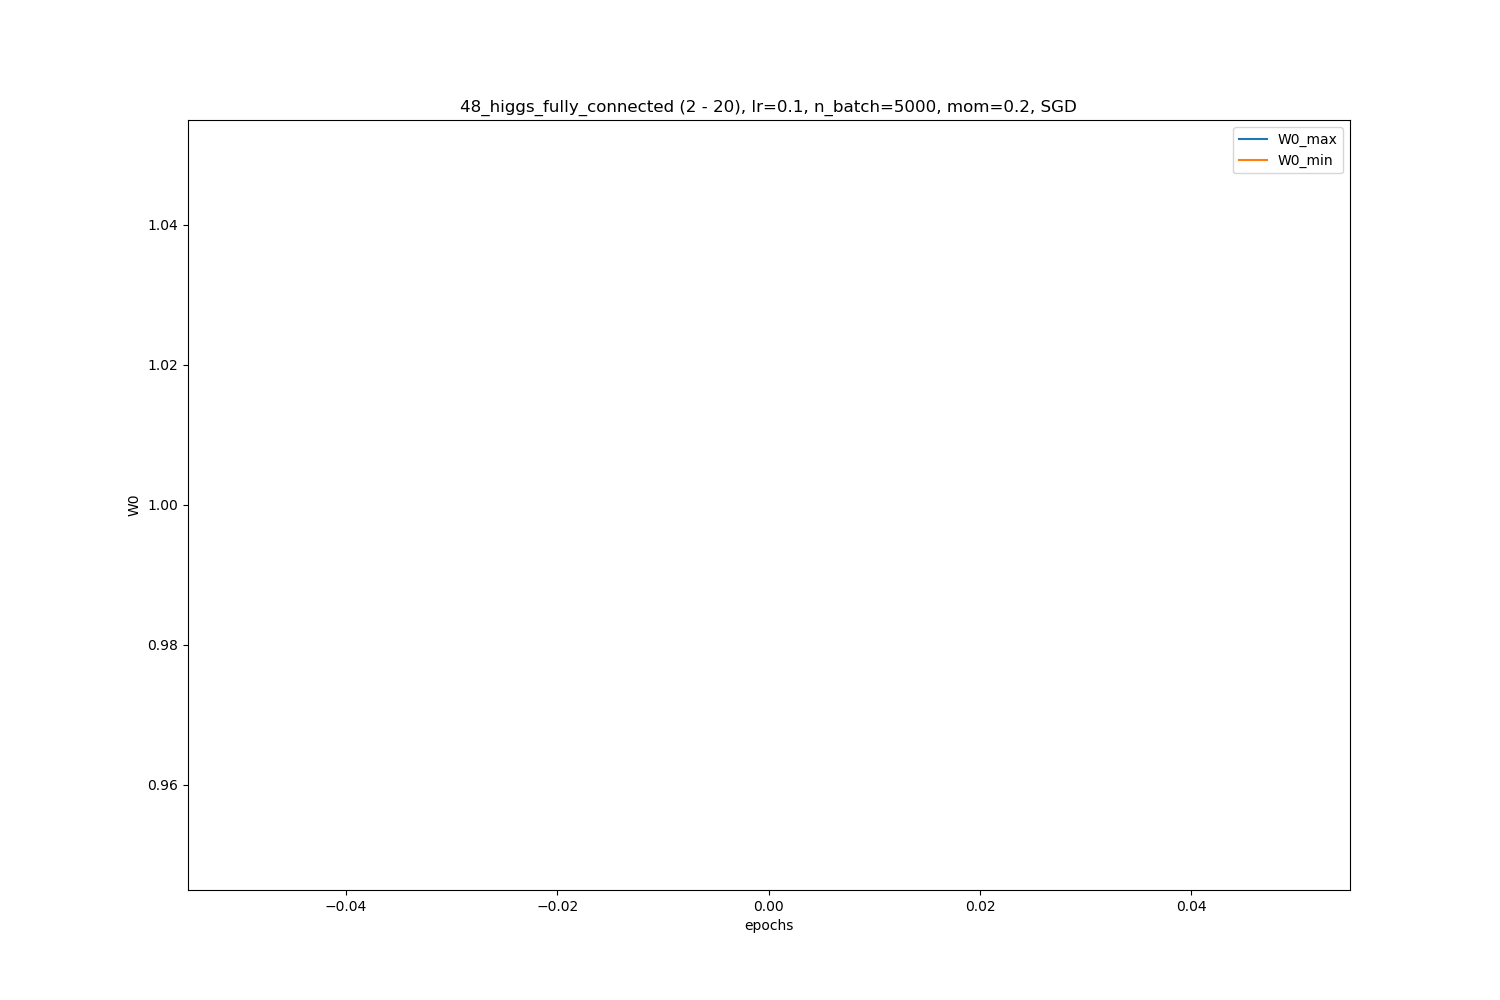 48_higgs_fully_connected (2 - 20), lr=0.1, n_batch=5000, mom=0.2, SGD
W0_max
W0_min
1.04
1.02
1.00
0.98
0.96
W0
−0.04
−0.02
0.00
0.02
0.04
epochs